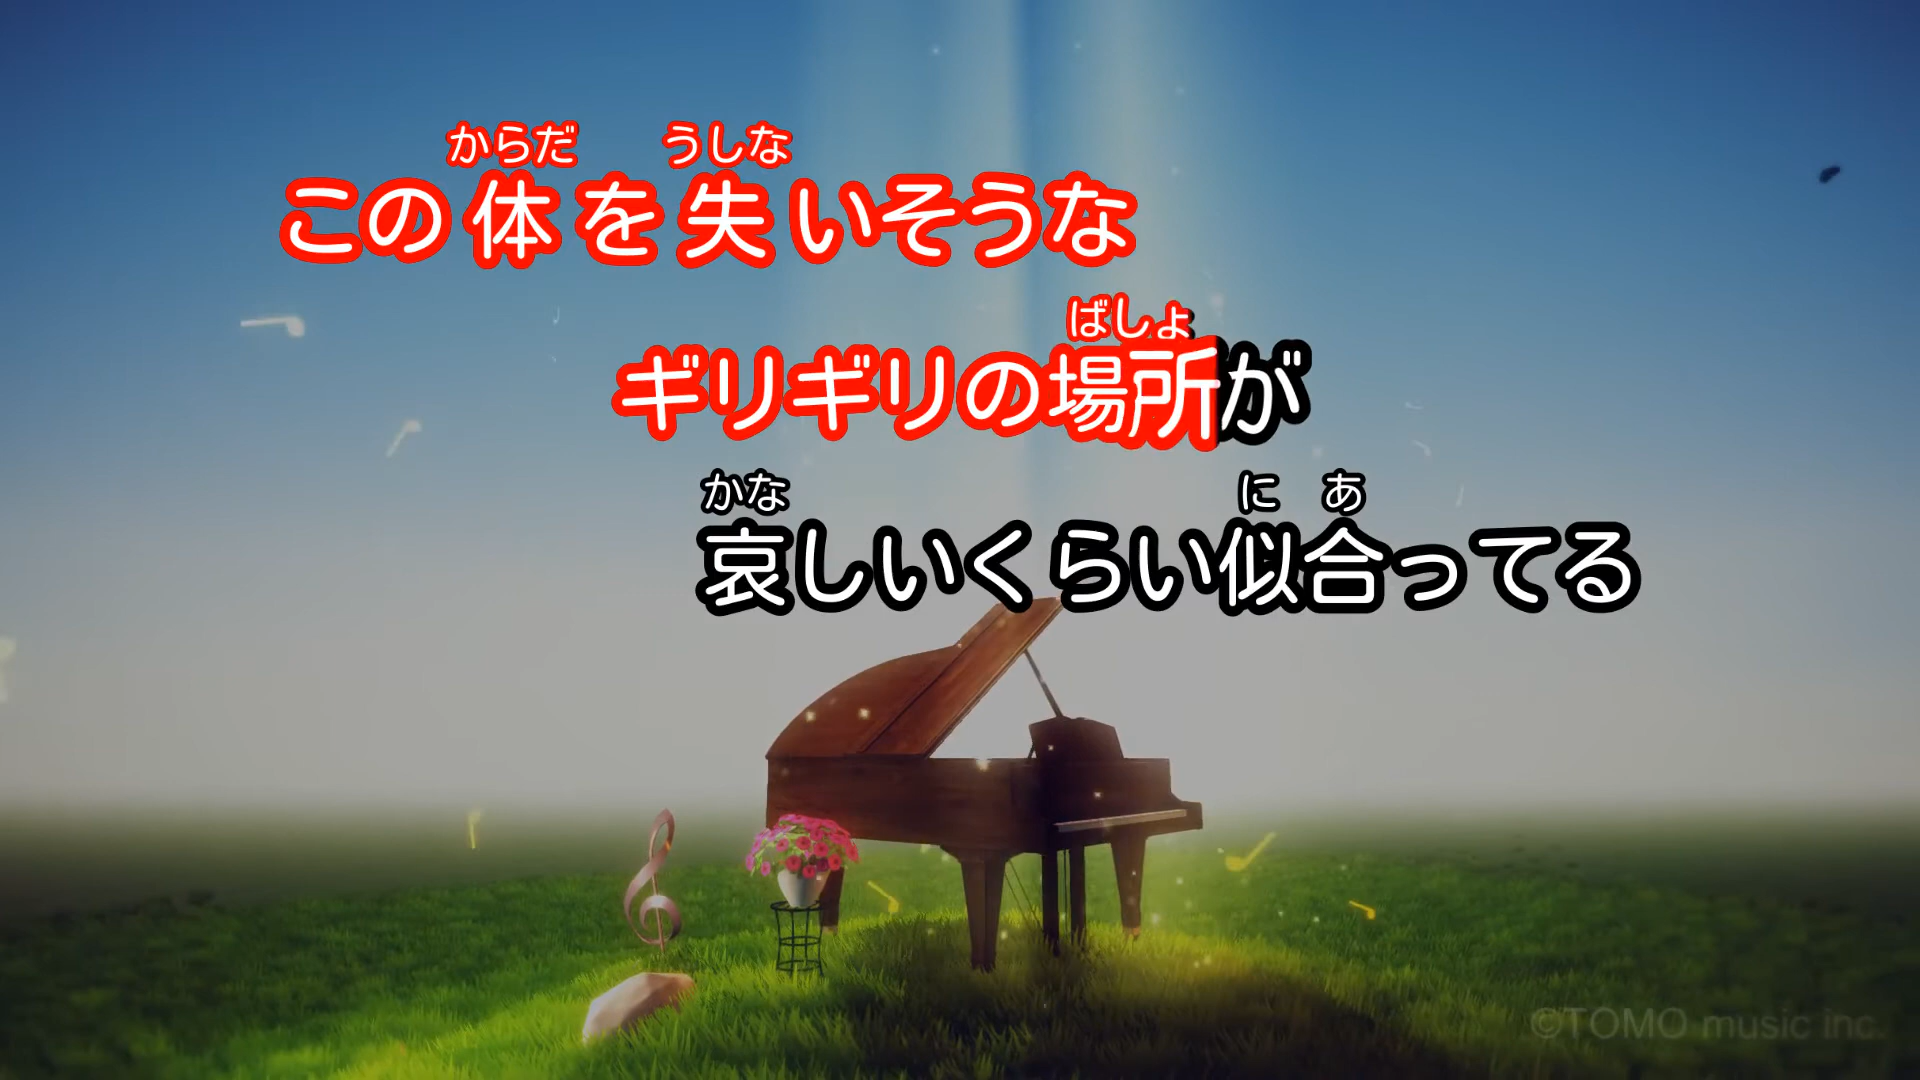 からだ うしな
この体を失いそうな
ばしょ
ギリギリの場所が
かな に あ
哀しいくらい似合ってる
©TOMO music inc.